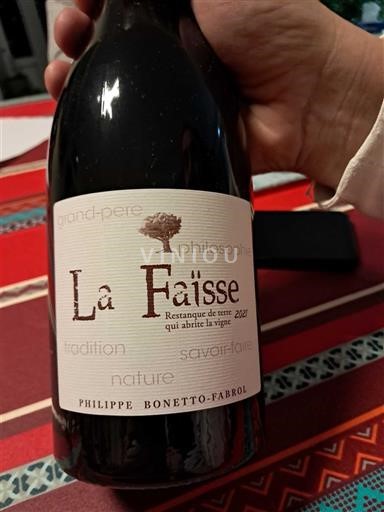 grand-père
philosophie
VINIOU
La Faïsse
Restanque de terre 2021
qui abrite la vigne
tradition
savoir-faire
nature
PHILIPPE BONETTO-FABROL